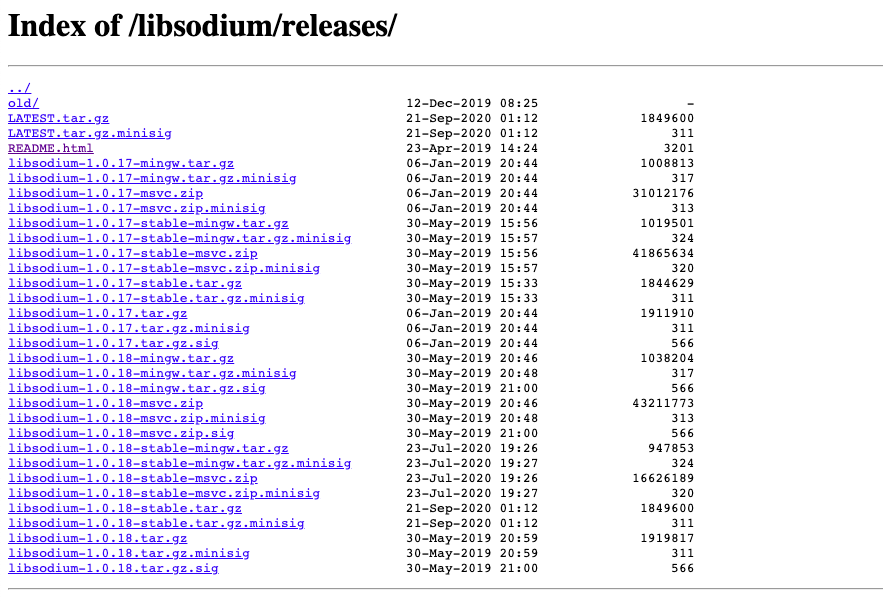 Index of /libsodium/releases/
../
old/ 12-Dec-2019 08:25 -
LATEST.tar.gz 21-Sep-2020 01:12 1849600
LATEST.tar.gz.minisig 21-Sep-2020 01:12 311
README.html 23-Apr-2019 14:24 3201
libsodium-1.0.17-mingw.tar.gz 06-Jan-2019 20:44 1008813
libsodium-1.0.17-mingw.tar.gz.minisig 06-Jan-2019 20:44 317
libsodium-1.0.17-msvc.zip 06-Jan-2019 20:44 31012176
libsodium-1.0.17-msvc.zip.minisig 06-Jan-2019 20:44 313
libsodium-1.0.17-stable-mingw.tar.gz 30-May-2019 15:56 1019501
libsodium-1.0.17-stable-mingw.tar.gz.minisig 30-May-2019 15:57 324
libsodium-1.0.17-stable-msvc.zip 30-May-2019 15:56 41865634
libsodium-1.0.17-stable-msvc.zip.minisig 30-May-2019 15:57 320
libsodium-1.0.17-stable.tar.gz 30-May-2019 15:33 1844629
libsodium-1.0.17-stable.tar.gz.minisig 30-May-2019 15:33 311
libsodium-1.0.17.tar.gz 06-Jan-2019 20:44 1911910
libsodium-1.0.17.tar.gz.minisig 06-Jan-2019 20:44 311
libsodium-1.0.17.tar.gz.sig 06-Jan-2019 20:44 566
libsodium-1.0.18-mingw.tar.gz 30-May-2019 20:46 1038204
libsodium-1.0.18-mingw.tar.gz.minisig 30-May-2019 20:48 317
libsodium-1.0.18-mingw.tar.gz.sig 30-May-2019 21:00 566
libsodium-1.0.18-msvc.zip 30-May-2019 20:46 43211773
libsodium-1.0.18-msvc.zip.minisig 30-May-2019 20:48 313
libsodium-1.0.18-msvc.zip.sig 30-May-2019 21:00 566
libsodium-1.0.18-stable-mingw.tar.gz 23-Jul-2020 19:26 947853
libsodium-1.0.18-stable-mingw.tar.gz.minisig 23-Jul-2020 19:27 324
libsodium-1.0.18-stable-msvc.zip 23-Jul-2020 19:26 16626189
libsodium-1.0.18-stable-msvc.zip.minisig 23-Jul-2020 19:27 320
libsodium-1.0.18-stable.tar.gz 21-Sep-2020 01:12 1849600
libsodium-1.0.18-stable.tar.gz.minisig 21-Sep-2020 01:12 311
libsodium-1.0.18.tar.gz 30-May-2019 20:59 1919817
libsodium-1.0.18.tar.gz.minisig 30-May-2019 20:59 311
libsodium-1.0.18.tar.gz.sig 30-May-2019 21:00 566